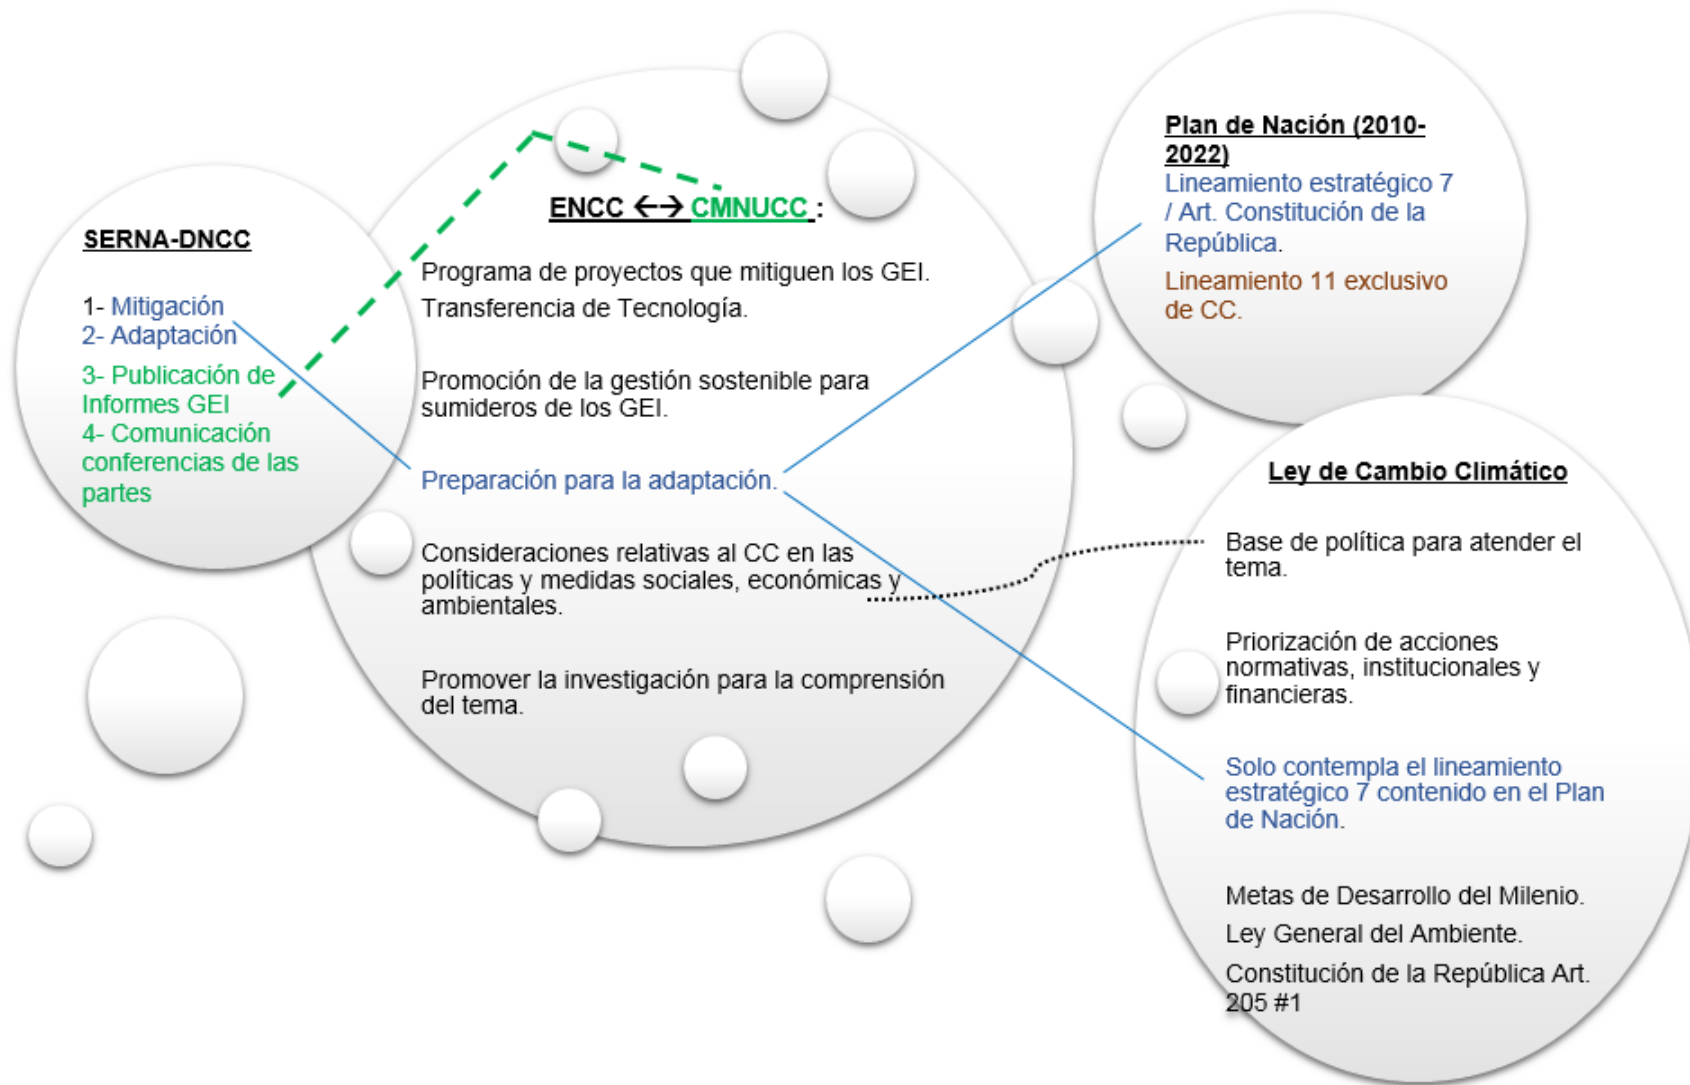 SERNA-DNCC
1- Mitigación
2- Adaptación
3- Publicación de
Informes GEI
4- Comunicación
conferencias de las
partes
ENCC ←→ CMNUCC :
Programa de proyectos que mitiguen los GEI.
Transferencia de Tecnología.
Promoción de la gestión sostenible para
sumideros de los GEI.
Preparación para la adaptación.
Consideraciones relativas al CC en las
políticas y medidas sociales, económicas y
ambientales.
Promover la investigación para la comprensión
del tema.
Plan de Nación (2010-
2022)
Lineamiento estratégico 7
/ Art. Constitución de la
República.
Lineamiento 11 exclusivo
de CC.
Ley de Cambio Climático
Base de política para atender el
tema.
Priorización de acciones
normativas, institucionales y
financieras.
Solo contempla el lineamiento
estratégico 7 contenido en el Plan
de Nación.
Metas de Desarrollo del Milenio.
Ley General del Ambiente.
Constitución de la República Art.
205 #1